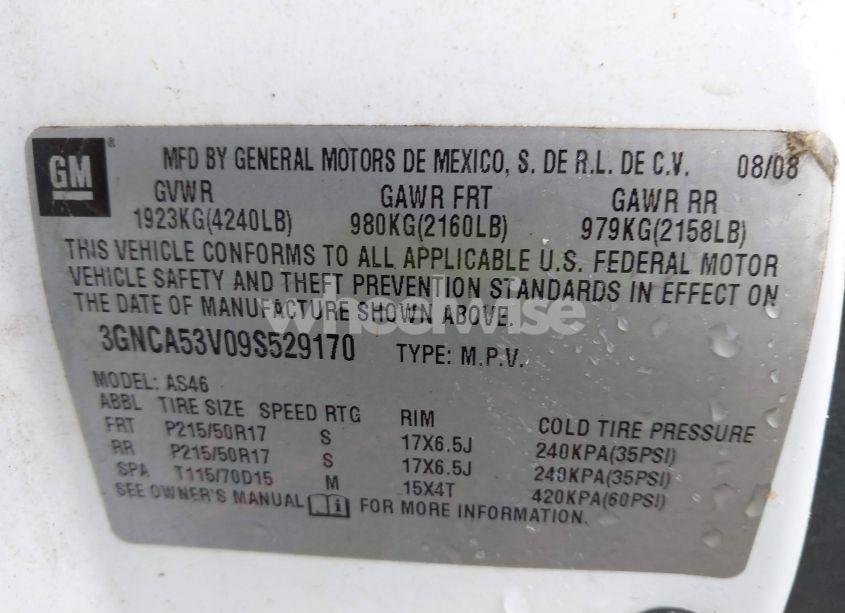 GM® MFD BY GENERAL MOTORS DE MEXICO, S. DE R.L. DE C.V. 08/08
GVWR GAWR FRT GAWR RR
1923KG(4240LB) 980KG(2160LB) 979KG(2158LB)
THIS VEHICLE CONFORMS TO ALL APPLICABLE U.S. FEDERAL MOTOR
VEHICLE SAFETY AND THEFT PREVENTION STANDARDS IN EFFECT ON
THE DATE OF MANUFACTURE SHOWN ABOVE.
wheelwise
3GNCA53V09S529170 TYPE: M.P.V.
MODEL: AS46
ABBL TIRE SIZE SPEED RTG RIM COLD TIRE PRESSURE
FRT P215/50R17 S 17X6.5J 240KPA(35PSI)
RR P215/50R17 S 17X6.5J 240KPA(35PSI)
SPA T115/70D15 M 15X4T 420KPA(60PSI)
SEE OWNER'S MANUAL i FOR MORE INFORMATION.